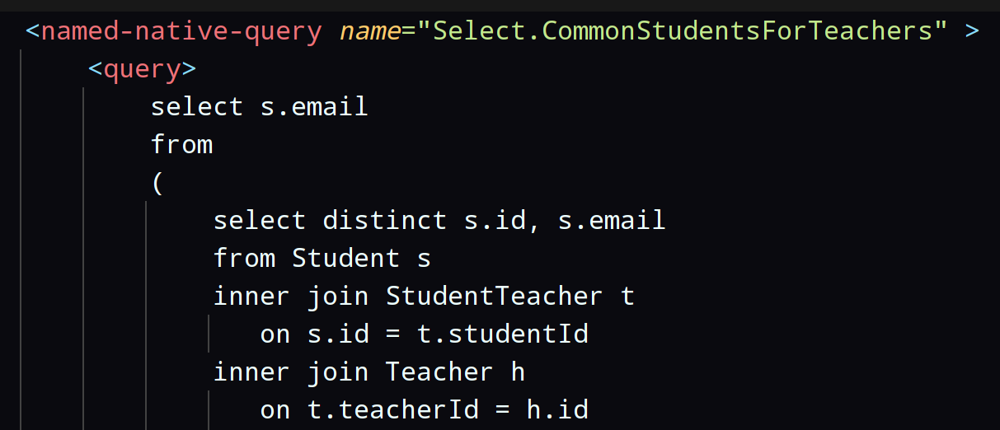 <named-native-query name="Select.CommonStudentsForTeachers" >
<query>
select s.email
from
(
select distinct s.id, s.email
from Student s
inner join StudentTeacher t
on s.id = t.studentId
inner join Teacher h
on t.teacherId = h.id